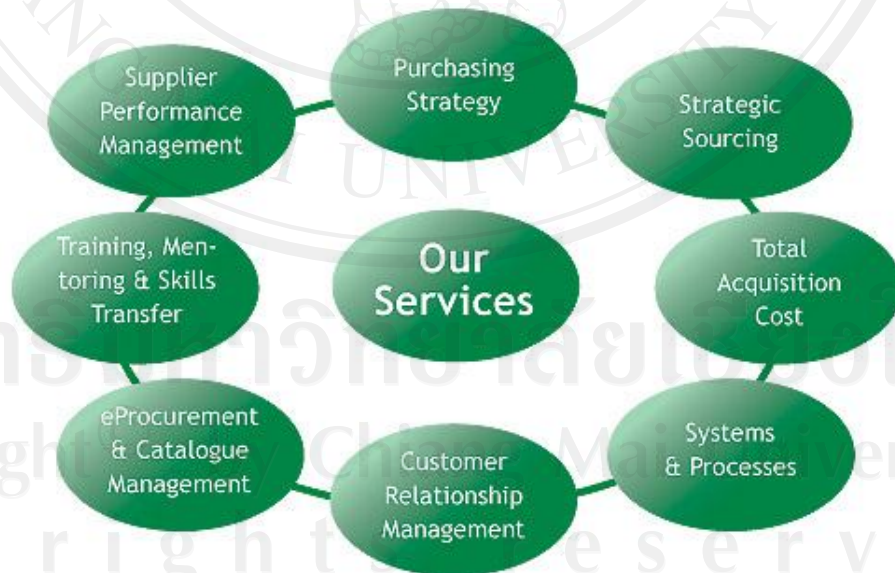 Purchasing
Strategy
Strategic
Sourcing
Total
Acquisition
Cost
Systems
& Processes
Customer
Relationship
Management
eProcurement
& Catalogue
Management
Training, Men-
toring & Skills
Transfer
Supplier
Performance
Management
Our
Services
UNIVERSITY